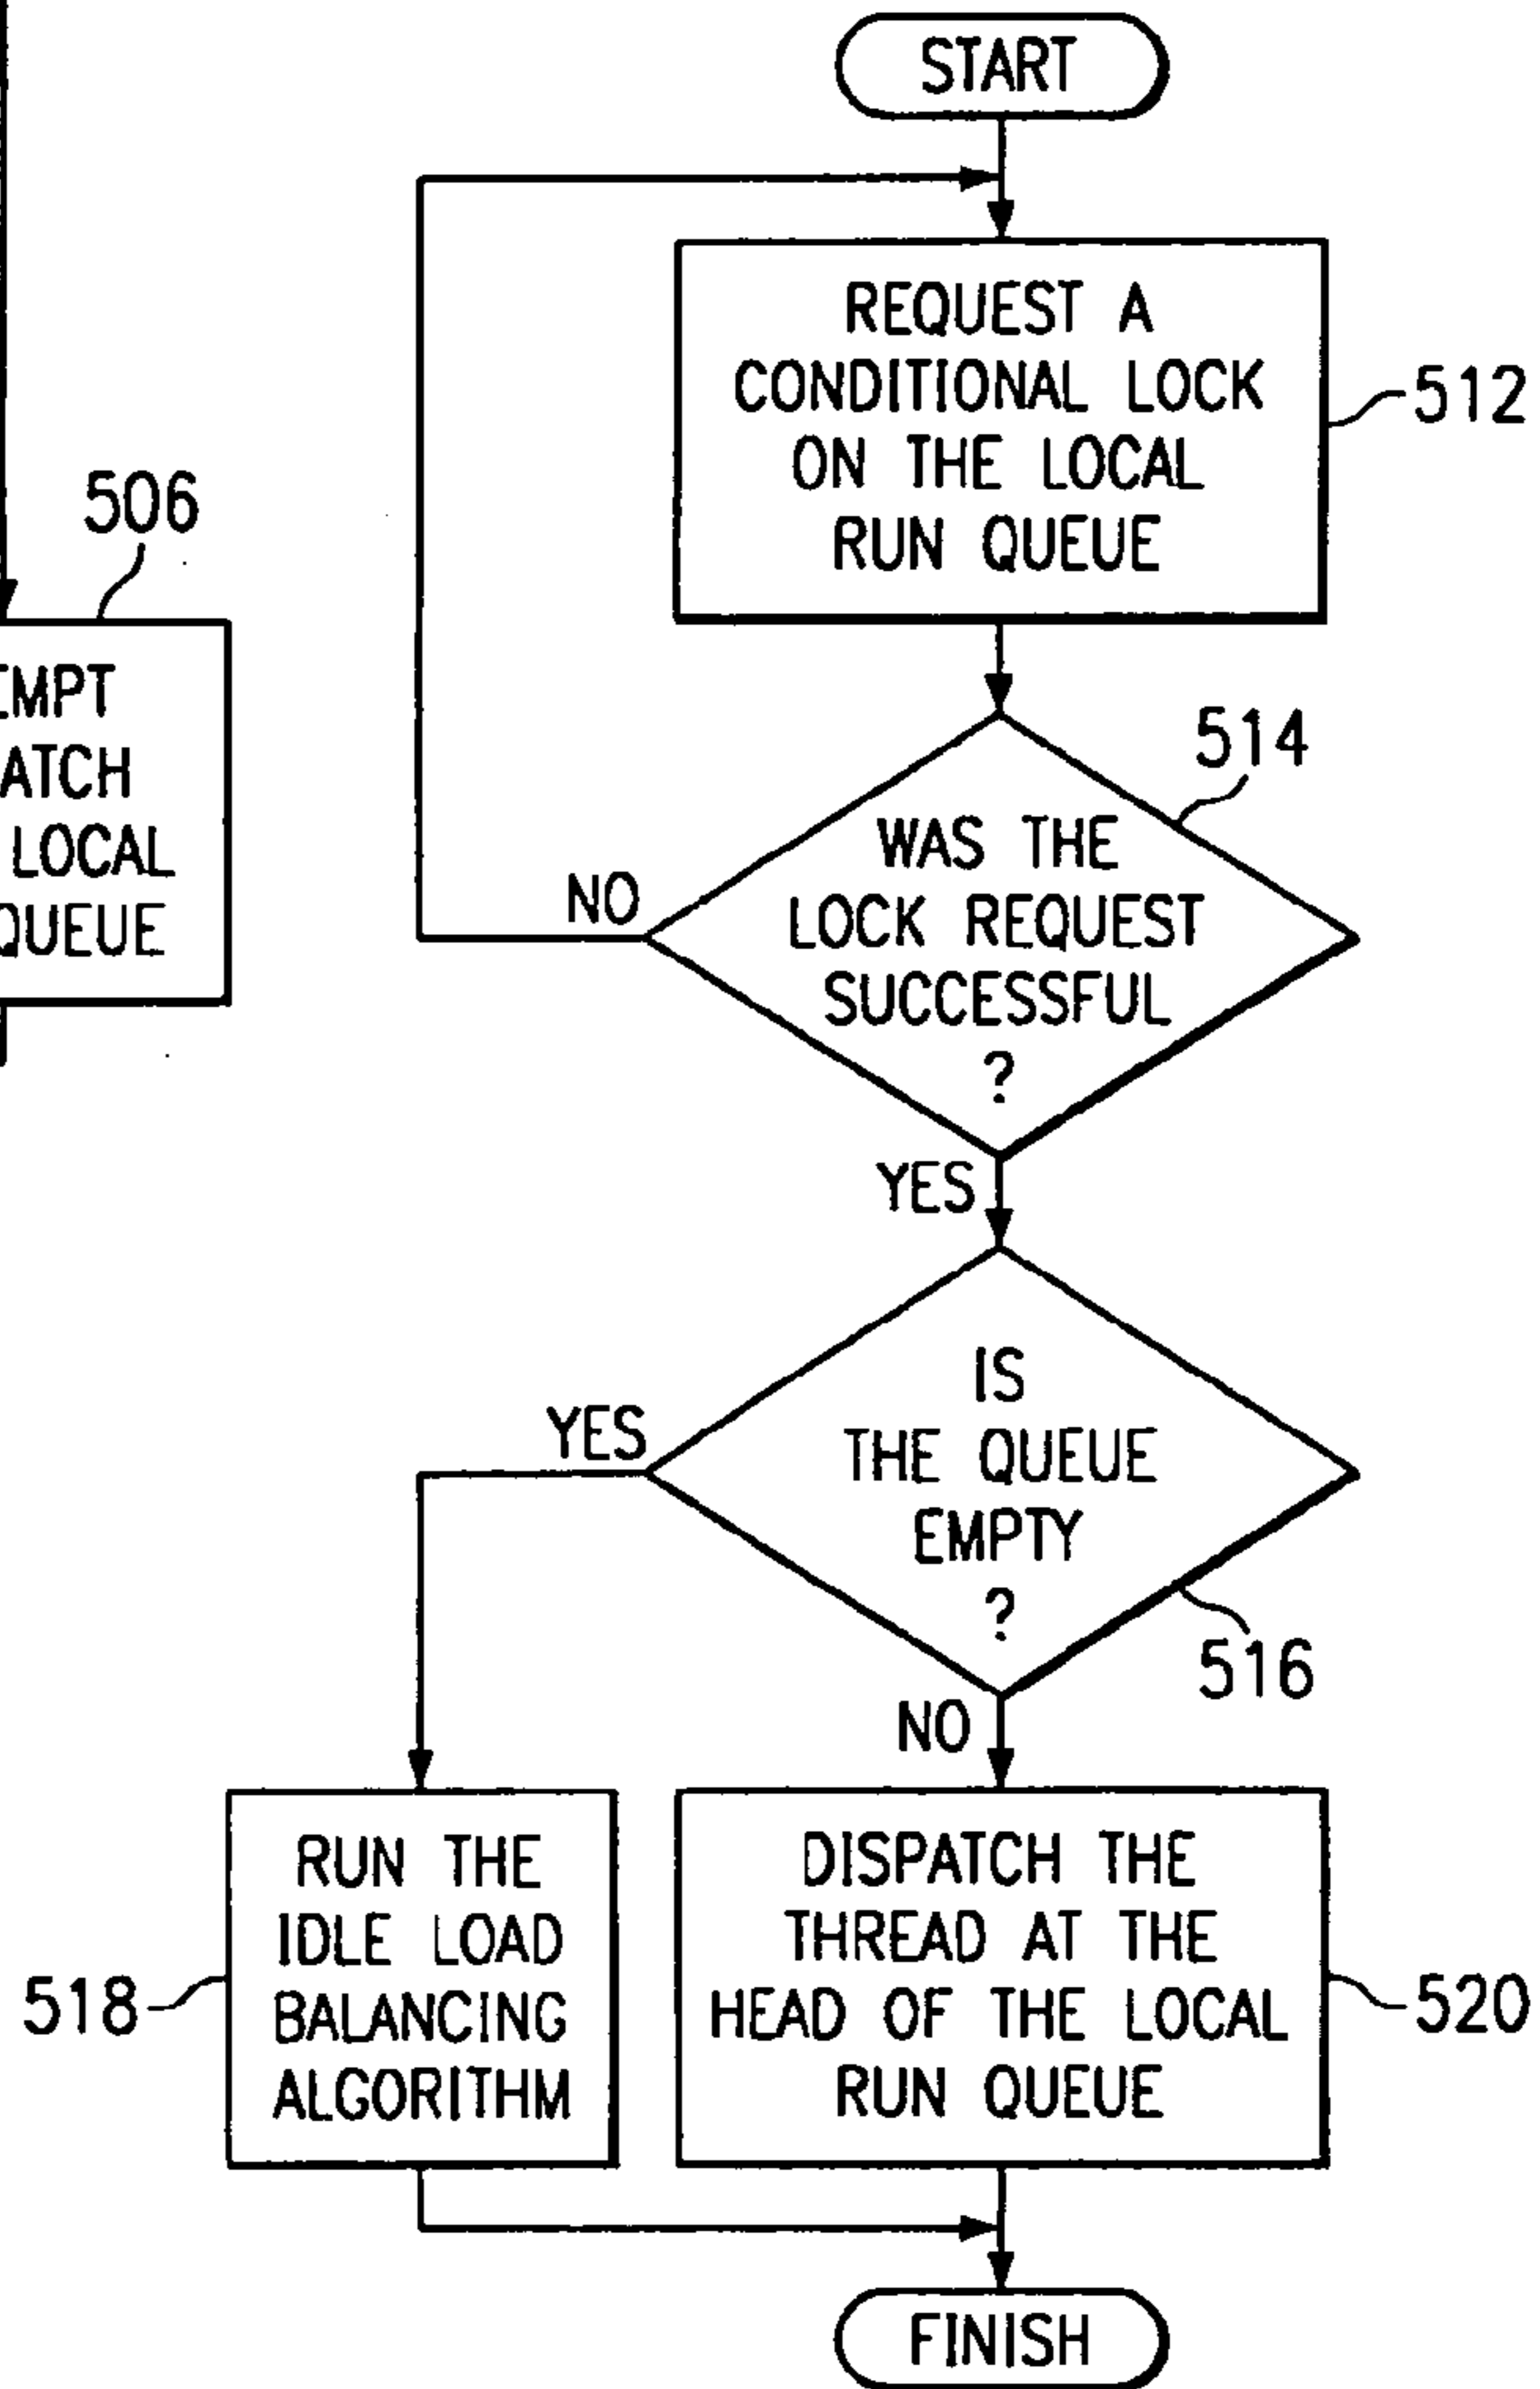 START
REQUEST A
CONDITIONAL LOCK
ON THE LOCAL
RUN QUEUE
512
506
LOCAL
QUEUE
514
WAS THE
LOCK REQUEST
SUCCESSFUL
?
NO
YES
IS
THE QUEUE
EMPTY
?
YES
516
NO
RUN THE
IDLE LOAD
BALANCING
ALGORITHM
518
DISPATCH THE
THREAD AT THE
HEAD OF THE LOCAL
RUN QUEUE
520
FINISH